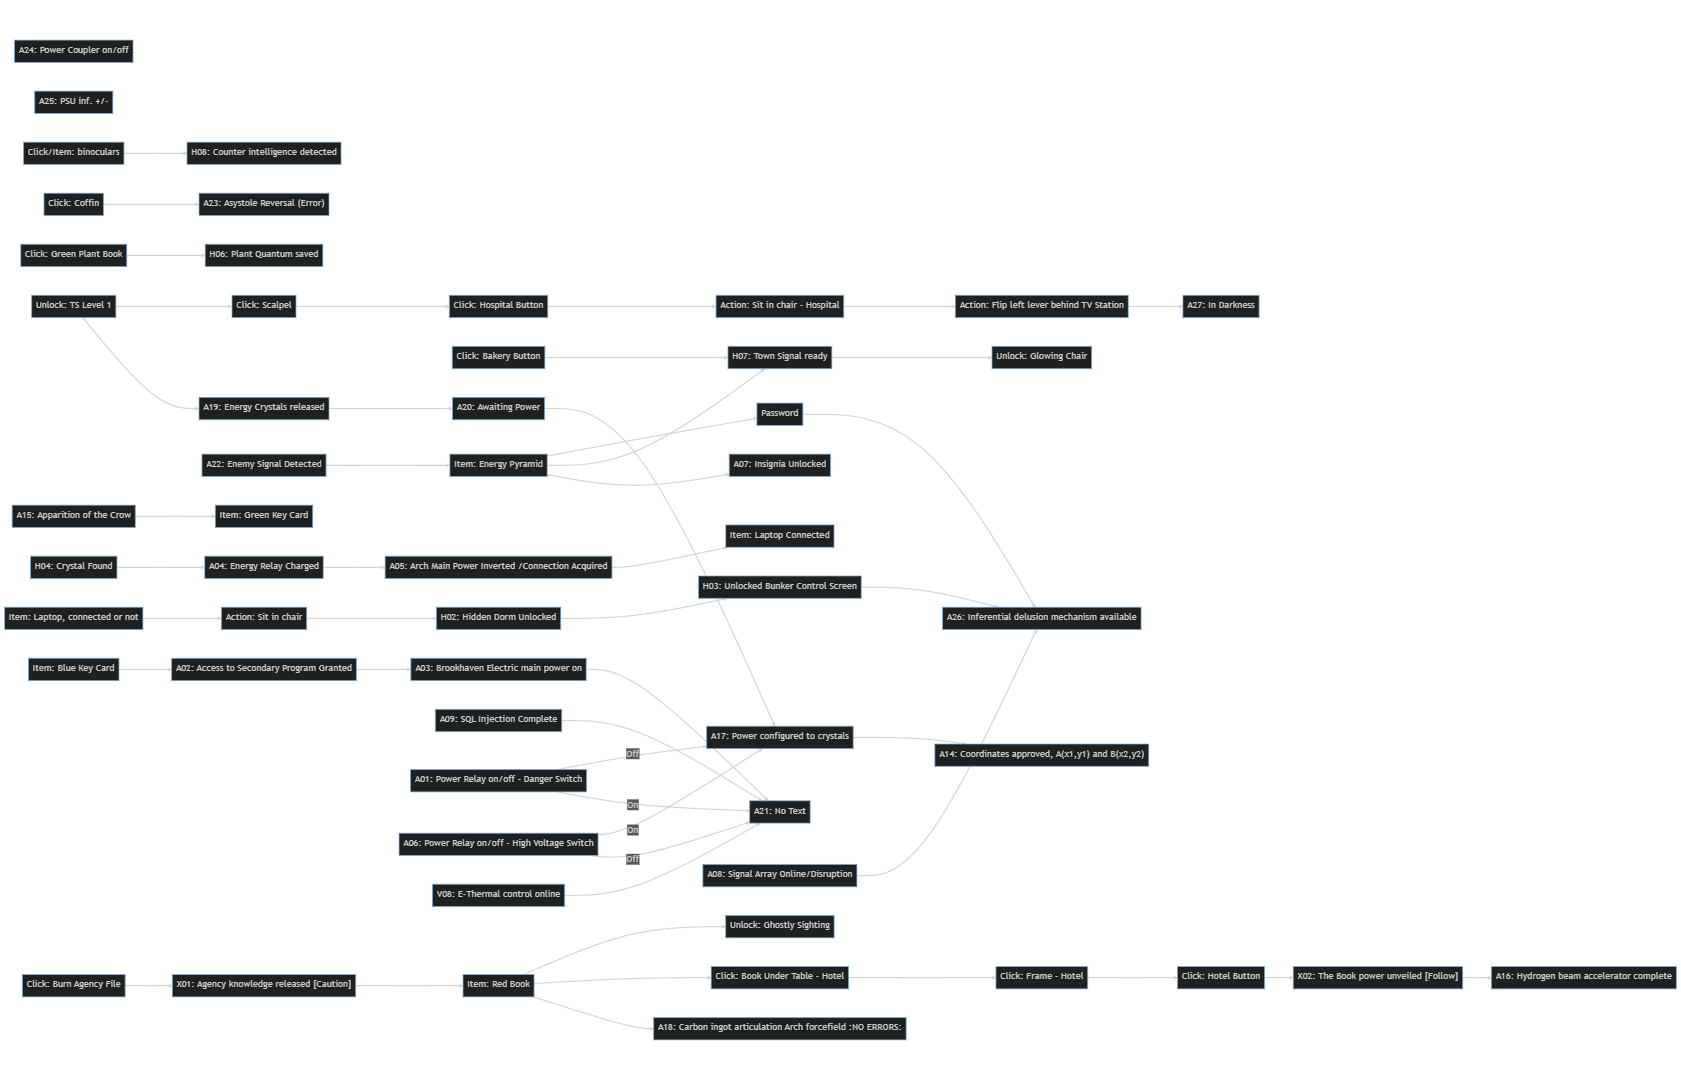 A24: Power Coupler on/off
A25: PSU inf. +/-
Click/Item: binoculars
H08: Counter intelligence detected
Click: Coffin
A23: Asystole Reversal (Error)
Click: Green Plant Book
H06: Plant Quantum saved
Unlock: TS Level 1
Click: Scalpel
Click: Hospital Button
Action: Sit in chair - Hospital
Action: Flip left lever behind TV Station
A27: In Darkness
Click: Bakery Button
H07: Town Signal ready
Unlock: Glowing Chair
A19: Energy Crystals released
A20: Awaiting Power
Password
A22: Enemy Signal Detected
Item: Energy Pyramid
A07: Insignia Unlocked
A15: Apparition of the Crow
Item: Green Key Card
Item: Laptop Connected
H04: Crystal Found
A04: Energy Relay Charged
A05: Arch Main Power Inverted /Connection Acquired
H03: Unlocked Bunker Control Screen
Item: Laptop, connected or not
Action: Sit in chair
H02: Hidden Dorm Unlocked
A26: Inferential delusion mechanism available
Item: Blue Key Card
A02: Access to Secondary Program Granted
A03: Brookhaven Electric main power on
A09: SQL Injection Complete
A17: Power configured to crystals
Off
A14: Coordinates approved, A(x1,y1) and B(x2,y2)
A01: Power Relay on/off - Danger Switch
On
A21: No Text
On
A06: Power Relay on/off - High Voltage Switch
Off
A08: Signal Array Online/Disruption
V08: E-Thermal control online
Unlock: Ghostly Sighting
Click: Burn Agency File
X01: Agency knowledge released [Caution]
Item: Red Book
Click: Book Under Table - Hotel
Click: Frame - Hotel
Click: Hotel Button
X02: The Book power unveiled [Follow]
A16: Hydrogen beam accelerator complete
A18: Carbon ingot articulation Arch forcefield :NO ERRORS: